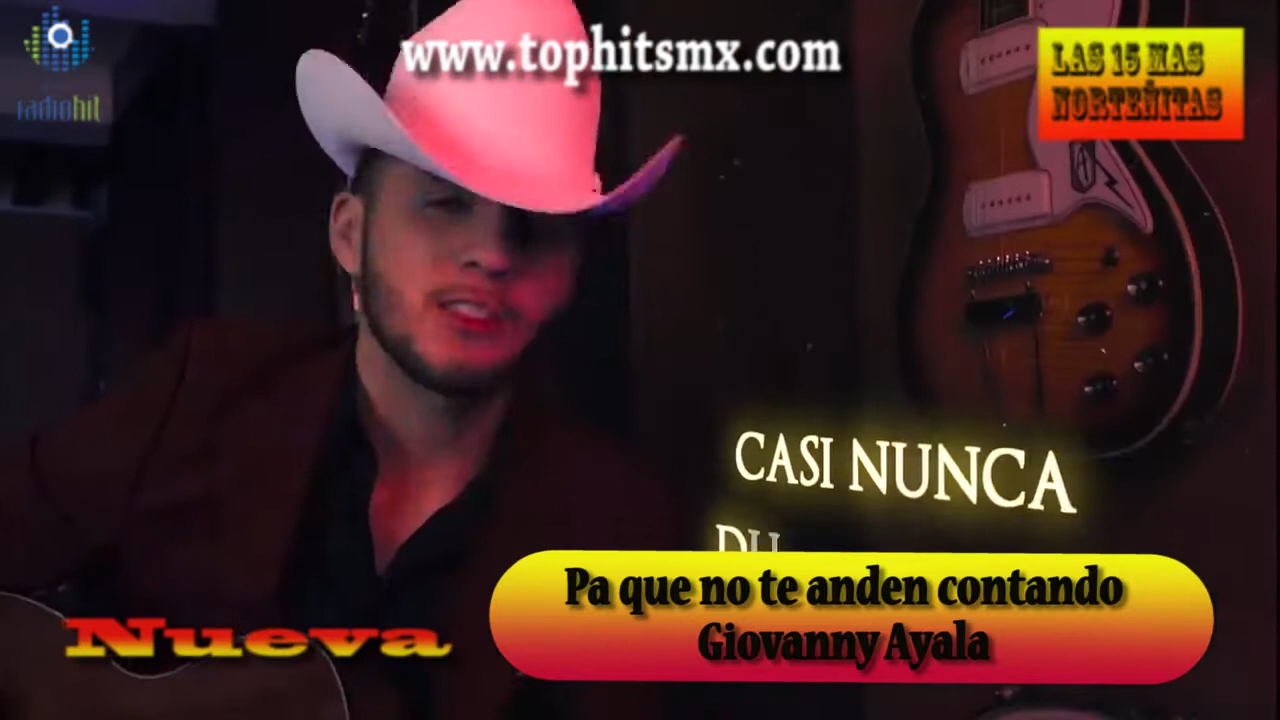 www.tophitsmx.com
radiohit
LAS 15 MAS
NORTEÑITAS
CASI NUNCA
DU
Pa que no te anden contando
Giovanny Ayala
Nueva